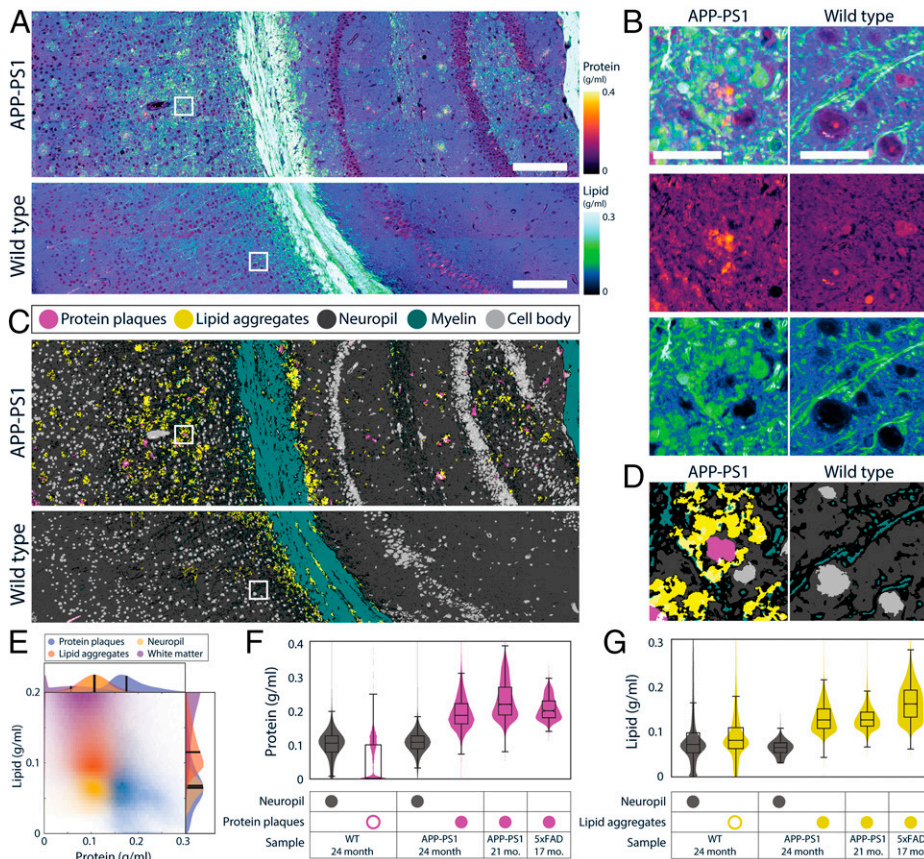 A
APP-PS1
Wild type
Protein
(g/ml)
0.4
0
Lipid
(g/ml)
0.3
0
B
APP-PS1
Wild type
C
Protein plaques
Lipid aggregates
Neuropil
Myelin
Cell body
APP-PS1
Wild type
D
APP-PS1
Wild type
E
Protein plaques
Neuropil
Lipid aggregates
White matter
Lipid (g/ml)
0.2
0.1
0
0
0.1
0.2
0.3
Protein (g/ml)
F
Protein (g/ml)
0.4
0.3
0.2
0.1
0
Neuropil
Protein plaques
Sample
WT
24 month
APP-PS1
24 month
APP-PS1
21 mo.
5xFAD
17 mo.
G
Lipid (g/ml)
0.3
0.2
0.1
0
Neuropil
Lipid aggregates
Sample
WT
24 month
APP-PS1
24 month
APP-PS1
21 mo.
5xFAD
17 mo.